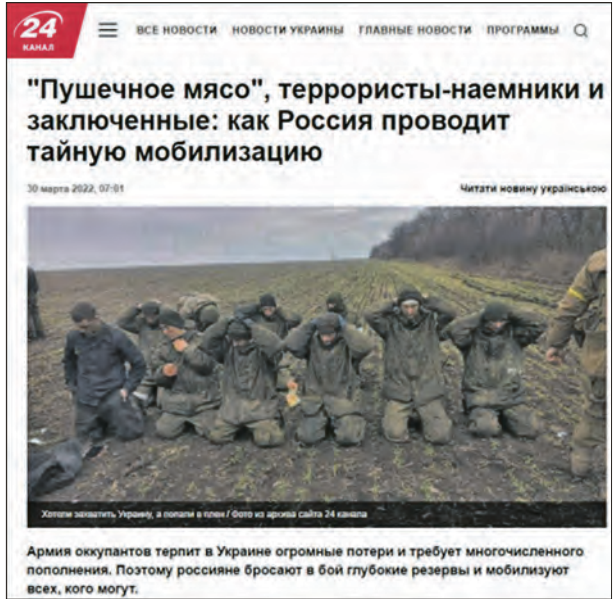 24
КАНАЛ
ВСЕ НОВОСТИ НОВОСТИ УКРАИНЫ ГЛАВНЫЕ НОВОСТИ ПРОГРАММЫ
"Пушечное мясо", террористы-наемники и
заключенные: как Россия проводит
тайную мобилизацию
30 марта 2022, 07:01
Читати новину українською
Хотели захватить Украину, а попали в плен / Фото из архива сайта 24 канала
Армия оккупантов терпит в Украине огромные потери и требует многочисленного
пополнения. Поэтому россияне бросают в бой глубокие резервы и мобилизуют
всех, кого могут.